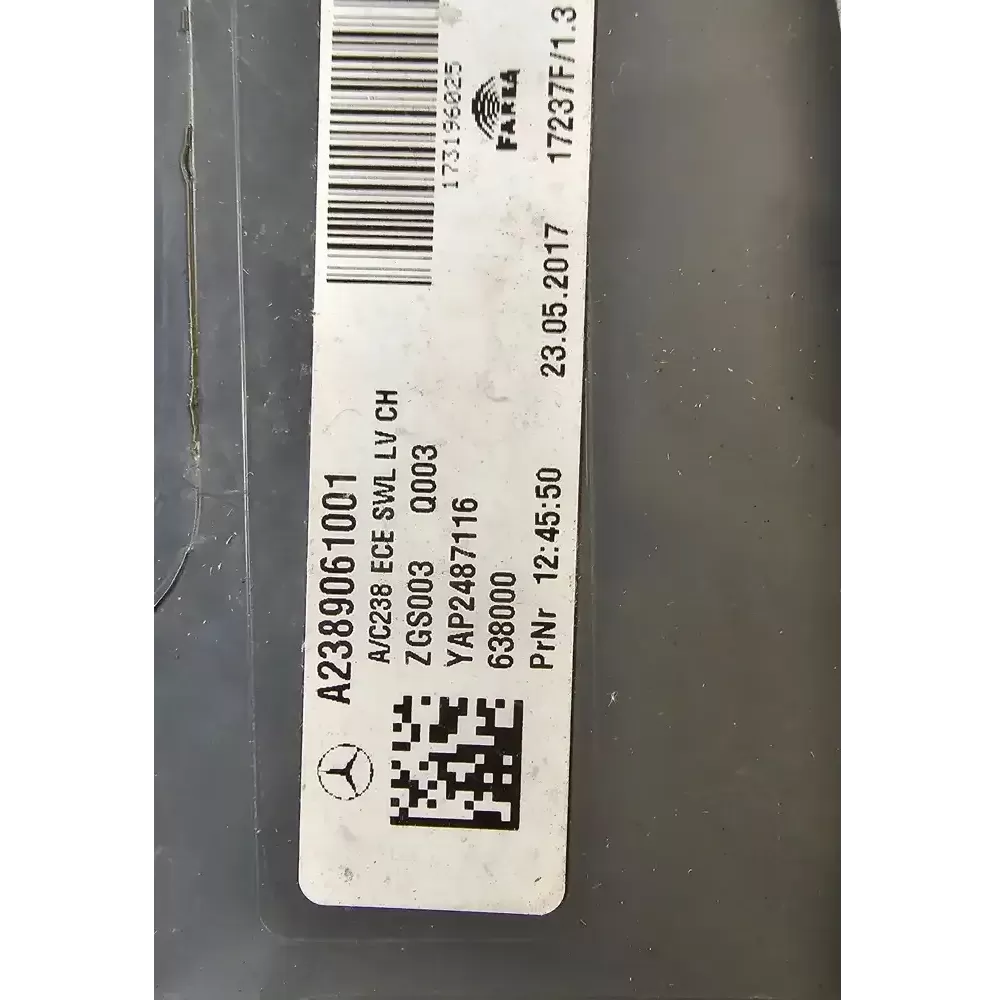 A2389061001
A/C238 ECE SWL LV CH
ZGS003 Q003
YAP2487116
638000
PrNr 12:45:50 23.05.2017 17237F/1.3
1731196025
FARBA